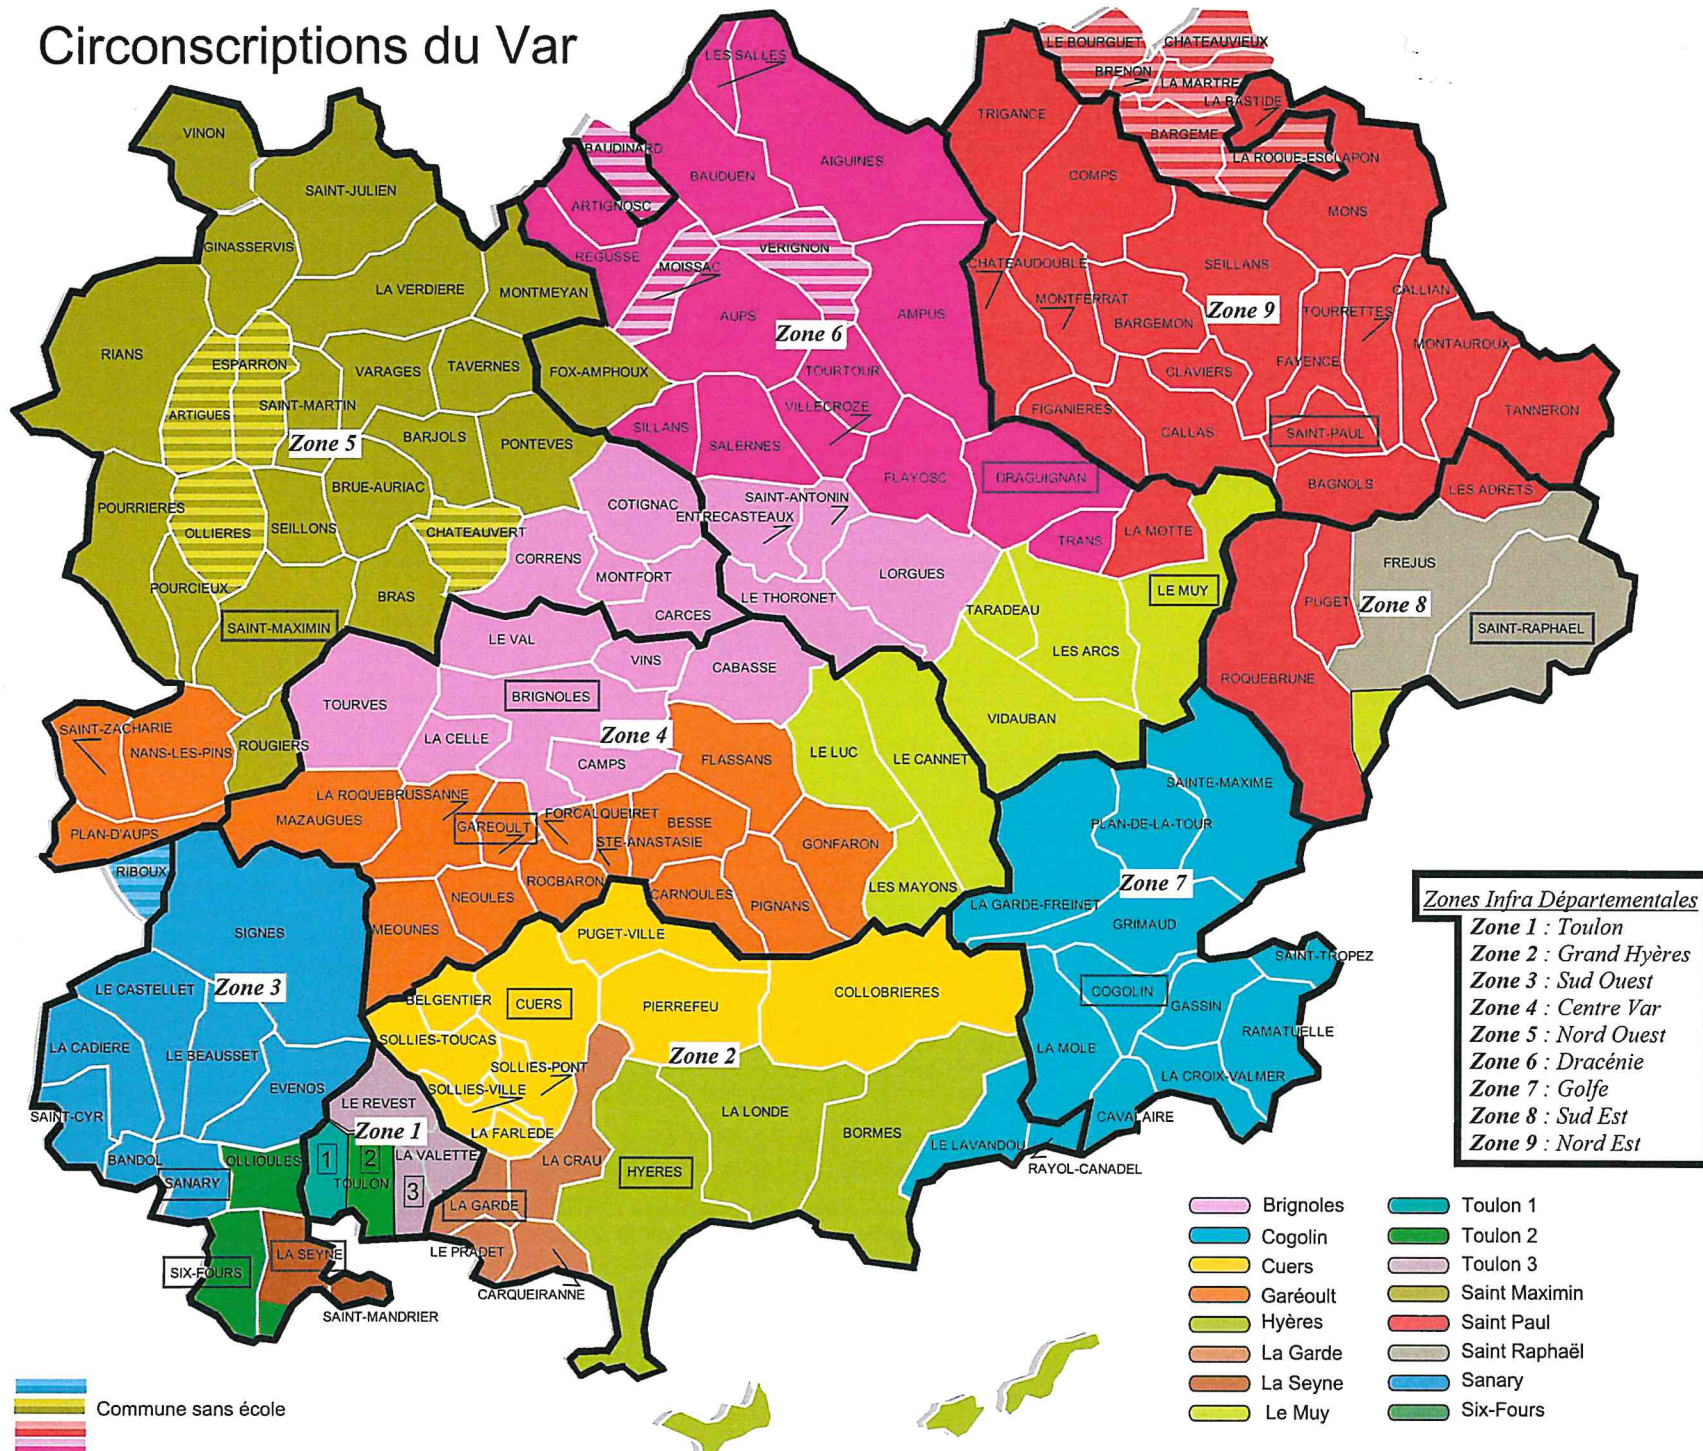 Circonscriptions du Var
LES SALLES
LE BOURGUET
CHATEAUVIEUX
BRENON
LA MARTRE
LA BASTIDE
TRIGANCE
VINON
BARGEME
BAUDINARD
LA ROQUE-ESCLAPON
AIGUINES
BAUDUEN
COMPS
SAINT-JULIEN
ARTIGNOSC
MONS
GINASSERVIS
VERIGNON
REGUSSE
MOISSAC
CHATEAUDOUBLE
SEILLANS
LA VERDIERE
MONTMEYAN
CALLIAN
MONTFERRAT
Zone 9
TOURRETTES
AUPS
AMPUS
BARGEMON
Zone 6
MONTAUROUX
RIANS
ESPARRON
VARAGES
TAVERNES
FOX-AMPHOUX
TOURTOUR
CLAVIERS
FAYENCE
ARTIGUES
SAINT-MARTIN
VILLECROZE
FIGANIERES
TANNERON
SILLANS
SALERNES
CALLAS
SAINT-PAUL
Zone 5
BARJOLS
PONTEVES
FLAYOSC
DRAGUIGNAN
BAGNOLS
LES ADRETS
BRUE-AURIAC
POURRIERES
COTIGNAC
SAINT-ANTONIN
ENTRECASTEAUX
OLLIERES
SEILLONS
CHATEAUVERT
TRANS
LA MOTTE
CORRENS
MONTFORT
LORGUES
FREJUS
POURCIEUX
BRAS
LE THORONET
LE MUY
PUGET
Zone 8
CARCES
TARADEAU
SAINT-MAXIMIN
SAINT-RAPHAEL
LE VAL
VINS
CABASSE
LES ARCS
ROQUEBRUNE
BRIGNOLES
TOURVES
VIDAUBAN
SAINT-ZACHARIE
NANS-LES-PINS
ROUGIERS
LA CELLE
Zone 4
CAMPS
FLASSANS
LE LUC
LE CANNET
SAINTE-MAXIME
LA ROQUEBRUSSANNE
MAZAUGUES
GAREOULT
FORCALQUEIRET
BESSE
PLAN-DE-LA-TOUR
PLAN-D'AUPS
STE-ANASTASIE
GONFARON
RIBOUX
ROCBARON
NEOULES
CARNOULES
PIGNANS
LES MAYONS
Zone 7
LA GARDE-FREINET
GRIMAUD
SIGNES
MEOUNES
PUGET-VILLE
SAINT-TROPEZ
LE CASTELLET
Zone 3
BELGENTIER
CUERS
PIERREFEU
COLLOBRIERES
COGOLIN
GASSIN
RAMATUELLE
SOLLIES-TOUCAS
LA CADIERE
LE BEAUSSET
EVENOS
Zone 2
LA MOLE
SOLLIES-PONT
SOLLIES-VILLE
LA CROIX-VALMER
SAINT-CYR
LE REVEST
LA LONDE
CAVALAIRE
Zone 1
LA FARLEDE
BORMES
LE LAVANDOU
BANDOL
OLLIOULES
1
2
LA VALETTE
LA CRAU
RAYOL-CANADEL
SANARY
TOULON
3
HYERES
LA GARDE
LE PRADET
LA SEYNE
SIX-FOURS
CARQUEIRANNE
SAINT-MANDRIER
Zones Infra Départementales
Zone 1 : Toulon
Zone 2 : Grand Hyères
Zone 3 : Sud Ouest
Zone 4 : Centre Var
Zone 5 : Nord Ouest
Zone 6 : Dracénie
Zone 7 : Golfe
Zone 8 : Sud Est
Zone 9 : Nord Est
Brignoles
Cogolin
Cuers
Garéoult
Hyères
La Garde
La Seyne
Le Muy
Toulon 1
Toulon 2
Toulon 3
Saint Maximin
Saint Paul
Saint Raphaël
Sanary
Six-Fours
Commune sans école